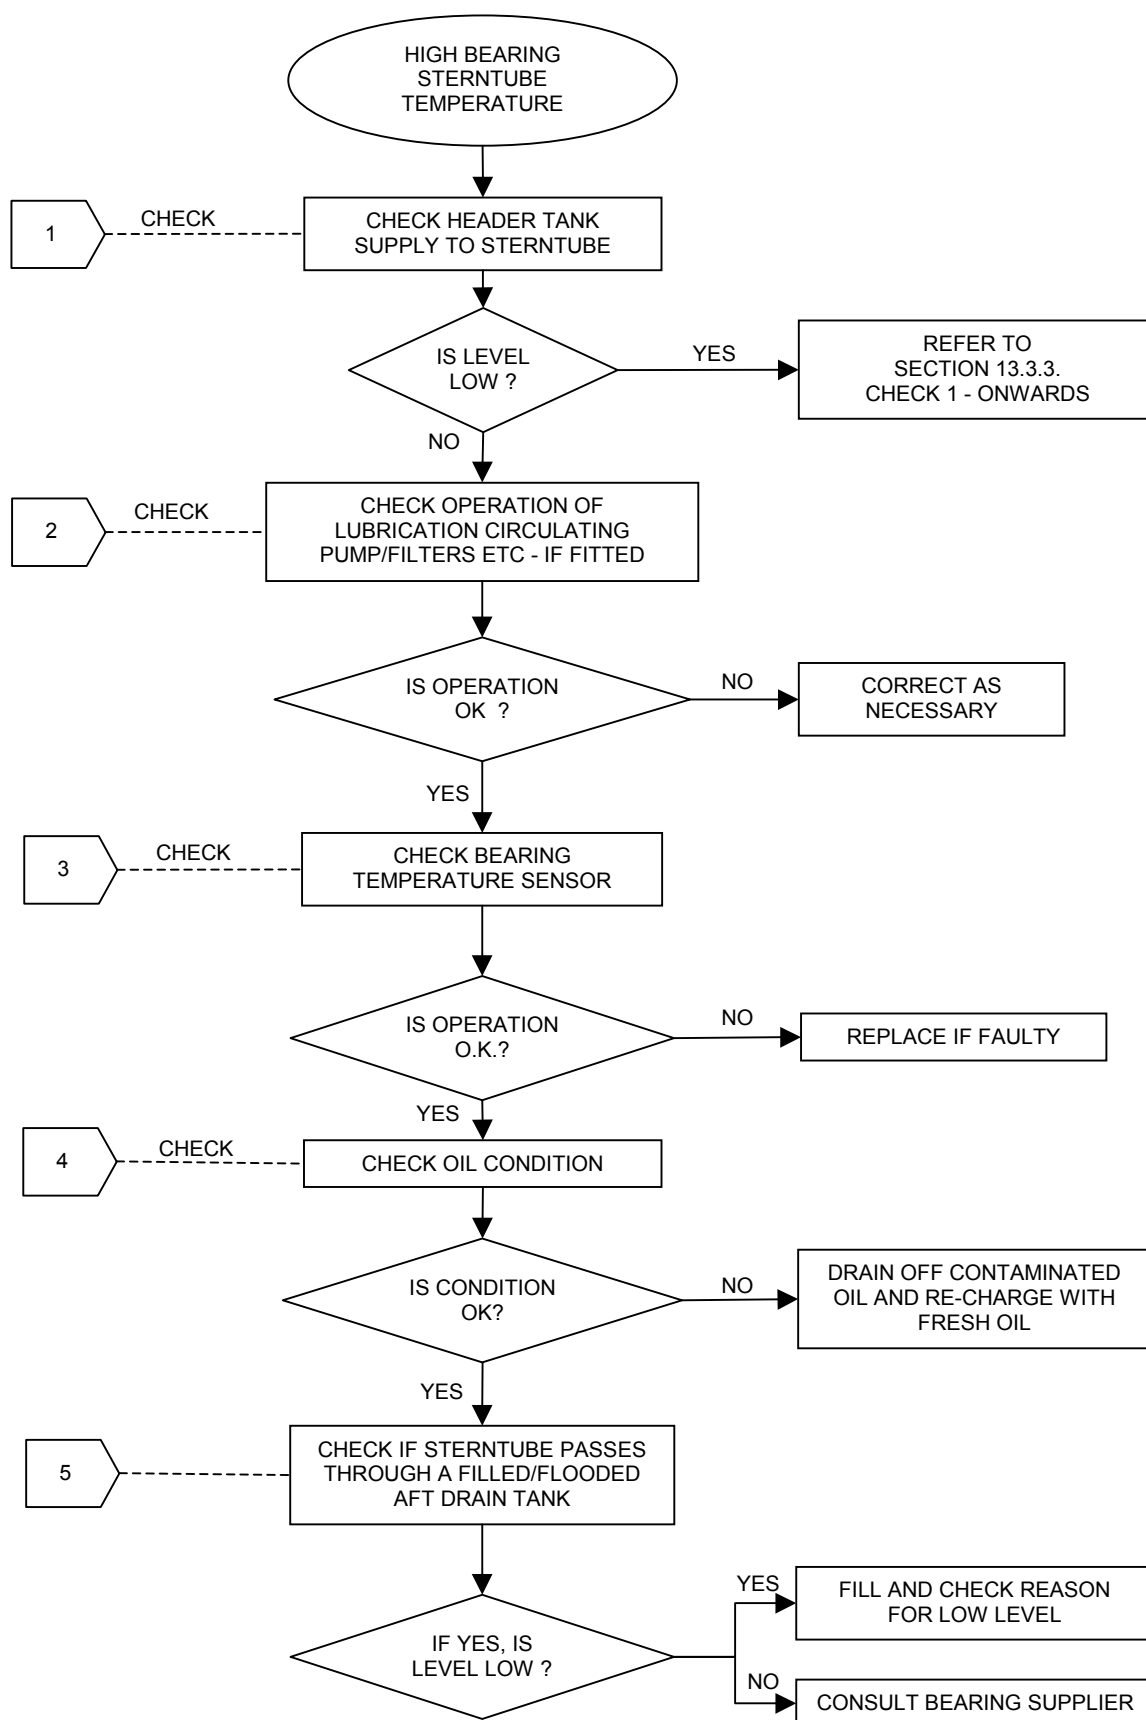 HIGH BEARING
STERNTUBE
TEMPERATURE
1
CHECK
CHECK HEADER TANK
SUPPLY TO STERNTUBE
IS LEVEL
LOW ?
YES
REFER TO
SECTION 13.3.3.
CHECK 1 - ONWARDS
NO
2
CHECK
CHECK OPERATION OF
LUBRICATION CIRCULATING
PUMP/FILTERS ETC - IF FITTED
IS OPERATION
OK ?
NO
CORRECT AS
NECESSARY
YES
3
CHECK
CHECK BEARING
TEMPERATURE SENSOR
IS OPERATION
O.K.?
NO
REPLACE IF FAULTY
YES
4
CHECK
CHECK OIL CONDITION
IS CONDITION
OK?
NO
DRAIN OFF CONTAMINATED
OIL AND RE-CHARGE WITH
FRESH OIL
YES
5
CHECK IF STERNTUBE PASSES
THROUGH A FILLED/FLOODED
AFT DRAIN TANK
IF YES, IS
LEVEL LOW ?
YES
FILL AND CHECK REASON
FOR LOW LEVEL
NO
CONSULT BEARING SUPPLIER